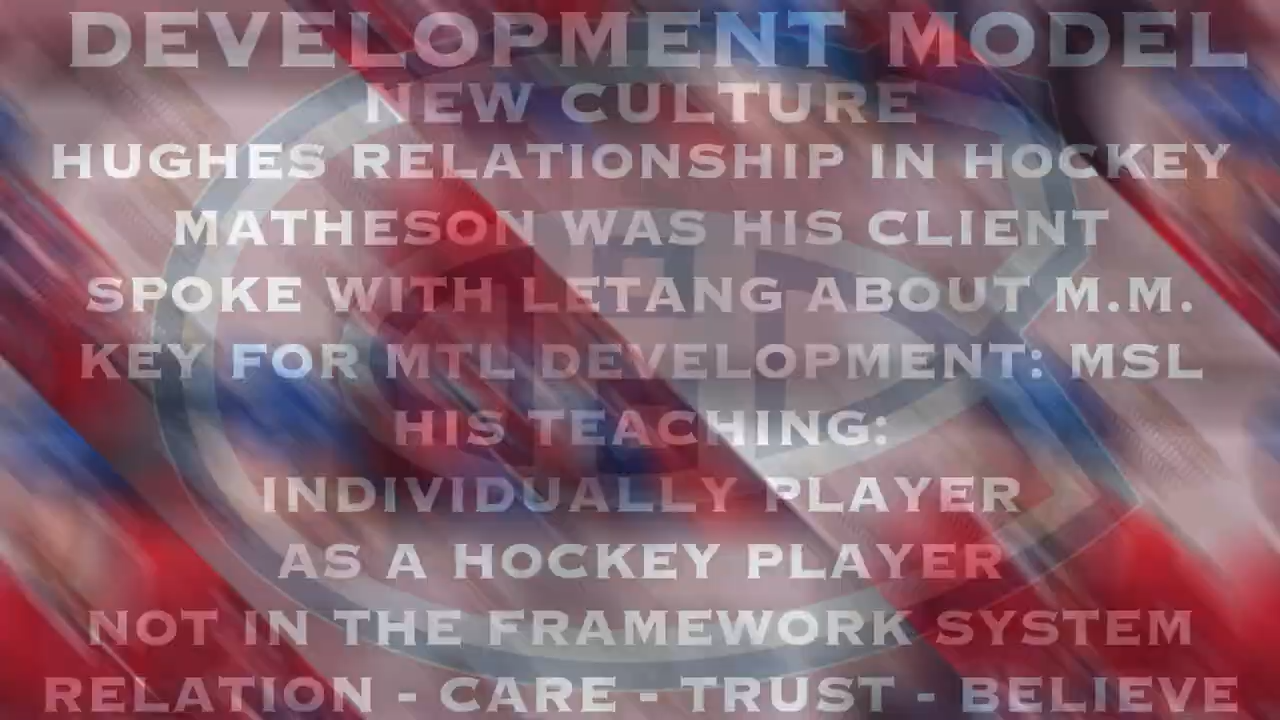 DEVELOPMENT MODEL
NEW CULTURE
HUGHES RELATIONSHIP IN HOCKEY
MATHESON WAS HIS CLIENT
SPOKE WITH LETANG ABOUT M.M.
KEY FOR MTL DEVELOPMENT: MSL
HIS TEACHING:
INDIVIDUALLY PLAYER
AS A HOCKEY PLAYER
NOT IN THE FRAMEWORK SYSTEM
RELATION - CARE - TRUST - BELIEVE